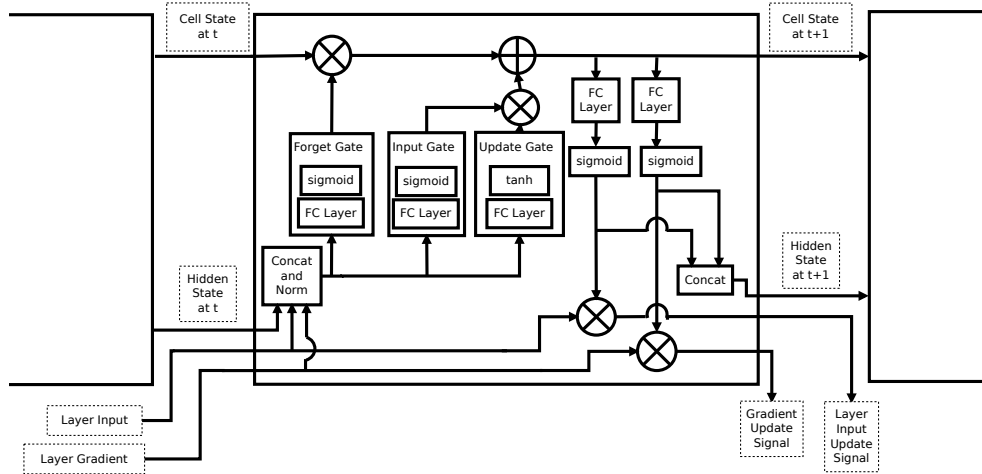 Cell State
at t
Cell State
at t+1
FC
Layer
FC
Layer
Forget Gate
Input Gate
Update Gate
sigmoid
sigmoid
sigmoid
sigmoid
tanh
FC Layer
FC Layer
FC Layer
Concat
and
Norm
Hidden
State
at t
Hidden
State
at t+1
Concat
Layer Input
Layer Gradient
Gradient
Update
Signal
Layer
Input
Update
Signal